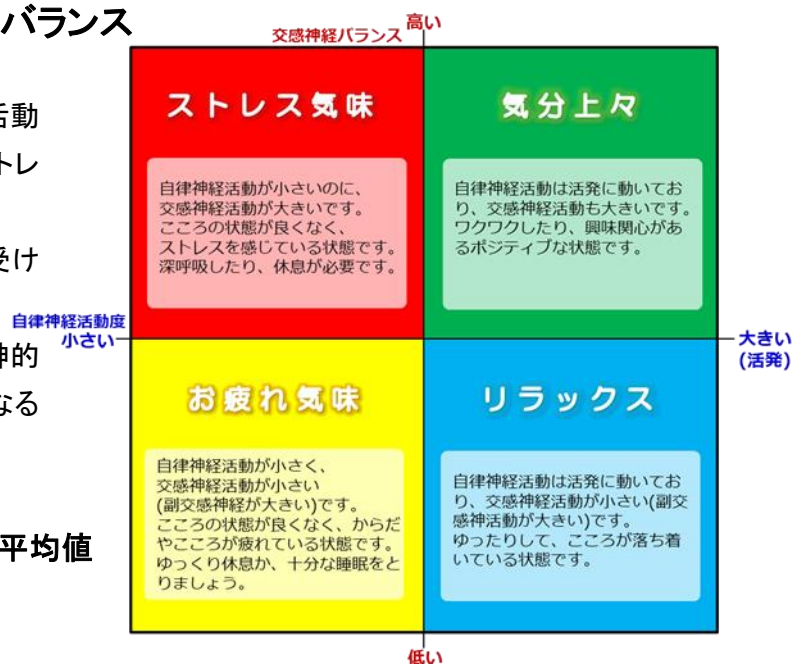 バランス
活動
トレ
受け
神的
なる
平均値
交感神経バランス
高い
ストレス気味
自律神経活動が小さいのに、
交感神経活動が大きいです。
こころの状態が良くなく、
ストレスを感じている状態です。
深呼吸したり、休息が必要です。
気分上々
自律神経活動は活発に動いてお
り、交感神経活動も大きいです。
ワクワクしたり、興味関心があ
るポジティブな状態です。
自律神経活動度
小さい
大きい
(活発)
お疲れ気味
自律神経活動が小さく、
交感神経活動が小さい
(副交感神経が大きい)です。
こころの状態が良くなく、からだ
やこころが疲れている状態です。
ゆっくり休息か、十分な睡眠をと
りましょう。
リラックス
自律神経活動は活発に動いてお
り、交感神経活動が小さい(副交
感神活動が大きい)です。
ゆったりして、こころが落ち着
いている状態です。
低い